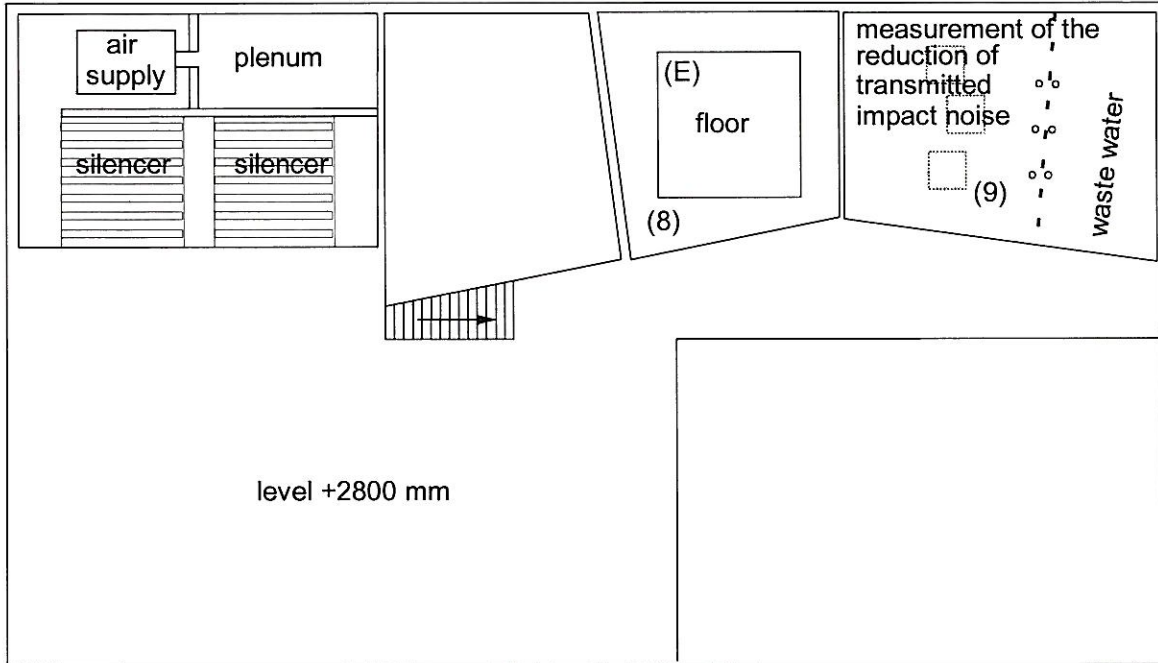 air
supply
plenum
silencer
silencer
(E)
floor
(8)
measurement of the
reduction of
transmitted
impact noise
(9)
waste water
level +2800 mm